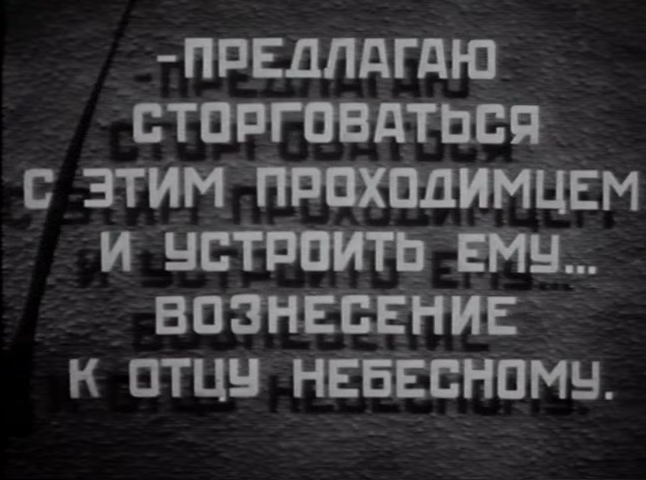 -ПРЕДЛАГАЮ
СТОРГОВАТЬСЯ
С ЭТИМ ПРОХОДИМЦЕМ
И УСТРОИТЬ ЕМУ...
ВОЗНЕСЕНИЕ
К ОТЦУ НЕБЕСНОМУ.